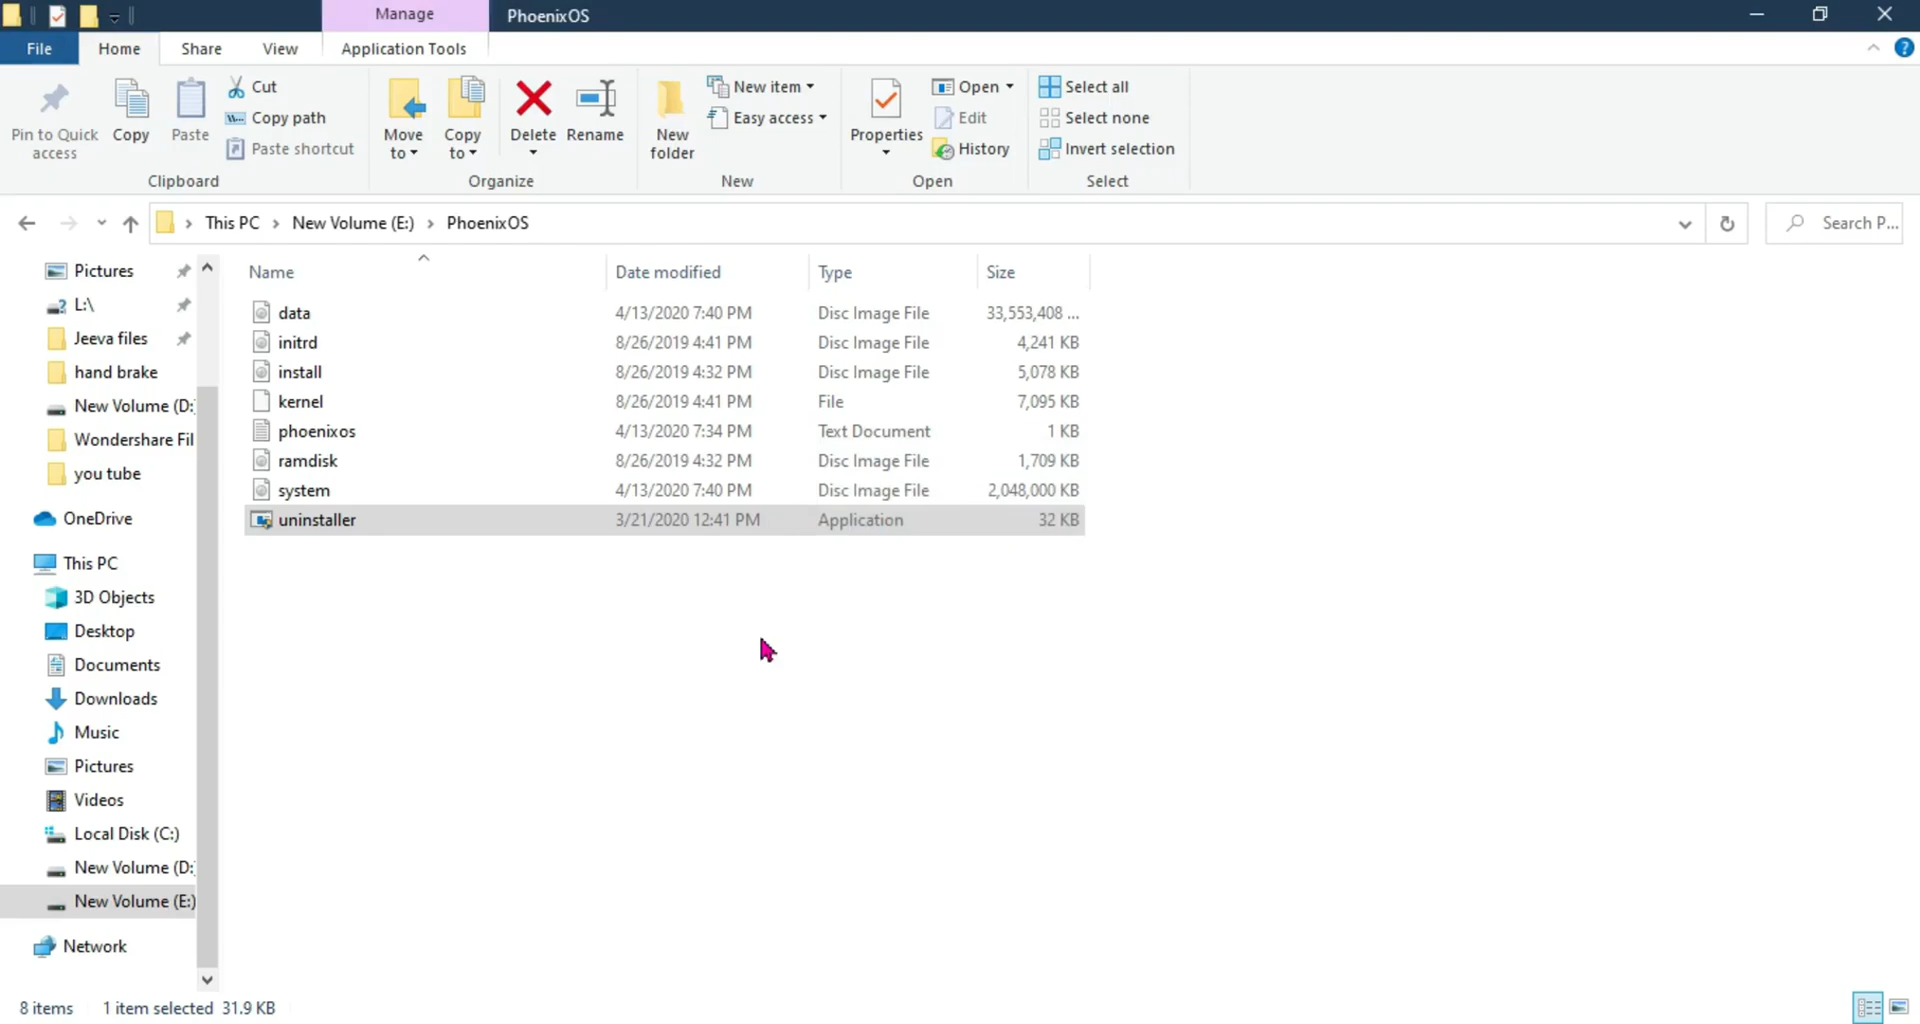 Manage PhoenixOS
File Home Share View Application Tools
Pin to Quick access
Copy
Paste
Cut
Copy path
Paste shortcut
Clipboard
Move to
Copy to
Delete
Rename
Organize
New folder
New item
Easy access
New
Properties
Open
Edit
History
Open
Select all
Select none
Invert selection
Select
This PC > New Volume (E:) > PhoenixOS
Search P...
Pictures
L:\
Jeeva files
hand brake
New Volume (D:
Wondershare Fil
you tube
OneDrive
This PC
3D Objects
Desktop
Documents
Downloads
Music
Pictures
Videos
Local Disk (C:)
New Volume (D:
New Volume (E:)
Network
Name Date modified Type Size
data 4/13/2020 7:40 PM Disc Image File 33,553,408 ...
initrd 8/26/2019 4:41 PM Disc Image File 4,241 KB
install 8/26/2019 4:32 PM Disc Image File 5,078 KB
kernel 8/26/2019 4:41 PM File 7,095 KB
phoenixos 4/13/2020 7:34 PM Text Document 1 KB
ramdisk 8/26/2019 4:32 PM Disc Image File 1,709 KB
system 4/13/2020 7:40 PM Disc Image File 2,048,000 KB
uninstaller 3/21/2020 12:41 PM Application 32 KB
8 items 1 item selected 31.9 KB